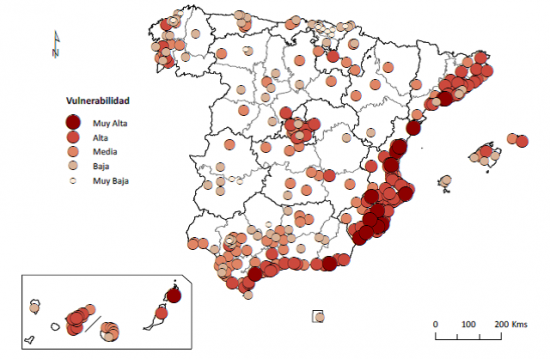 N
Vulnerabilidad
Muy Alta
Alta
Media
Baja
Muy Baja
0 100 200 Kms